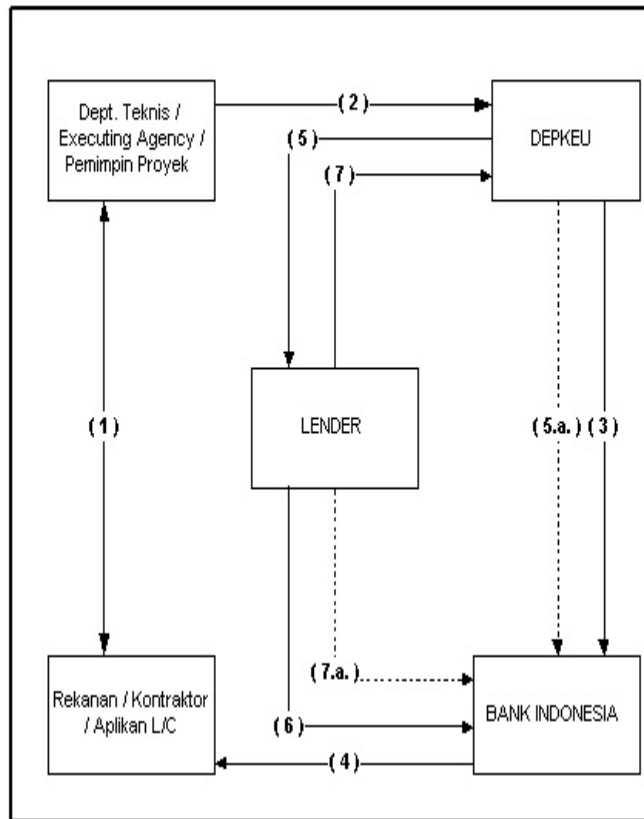 Dept. Teknis /
Executing Agency /
Pemimpin Proyek
( 2 )
DEPKEU
( 5 )
( 7 )
( 1 )
LENDER
( 5.a. )
( 3 )
Rekanan / Kontraktor
/ Aplikan L/C
( 7.a. )
( 6 )
BANK INDONESIA
( 4 )